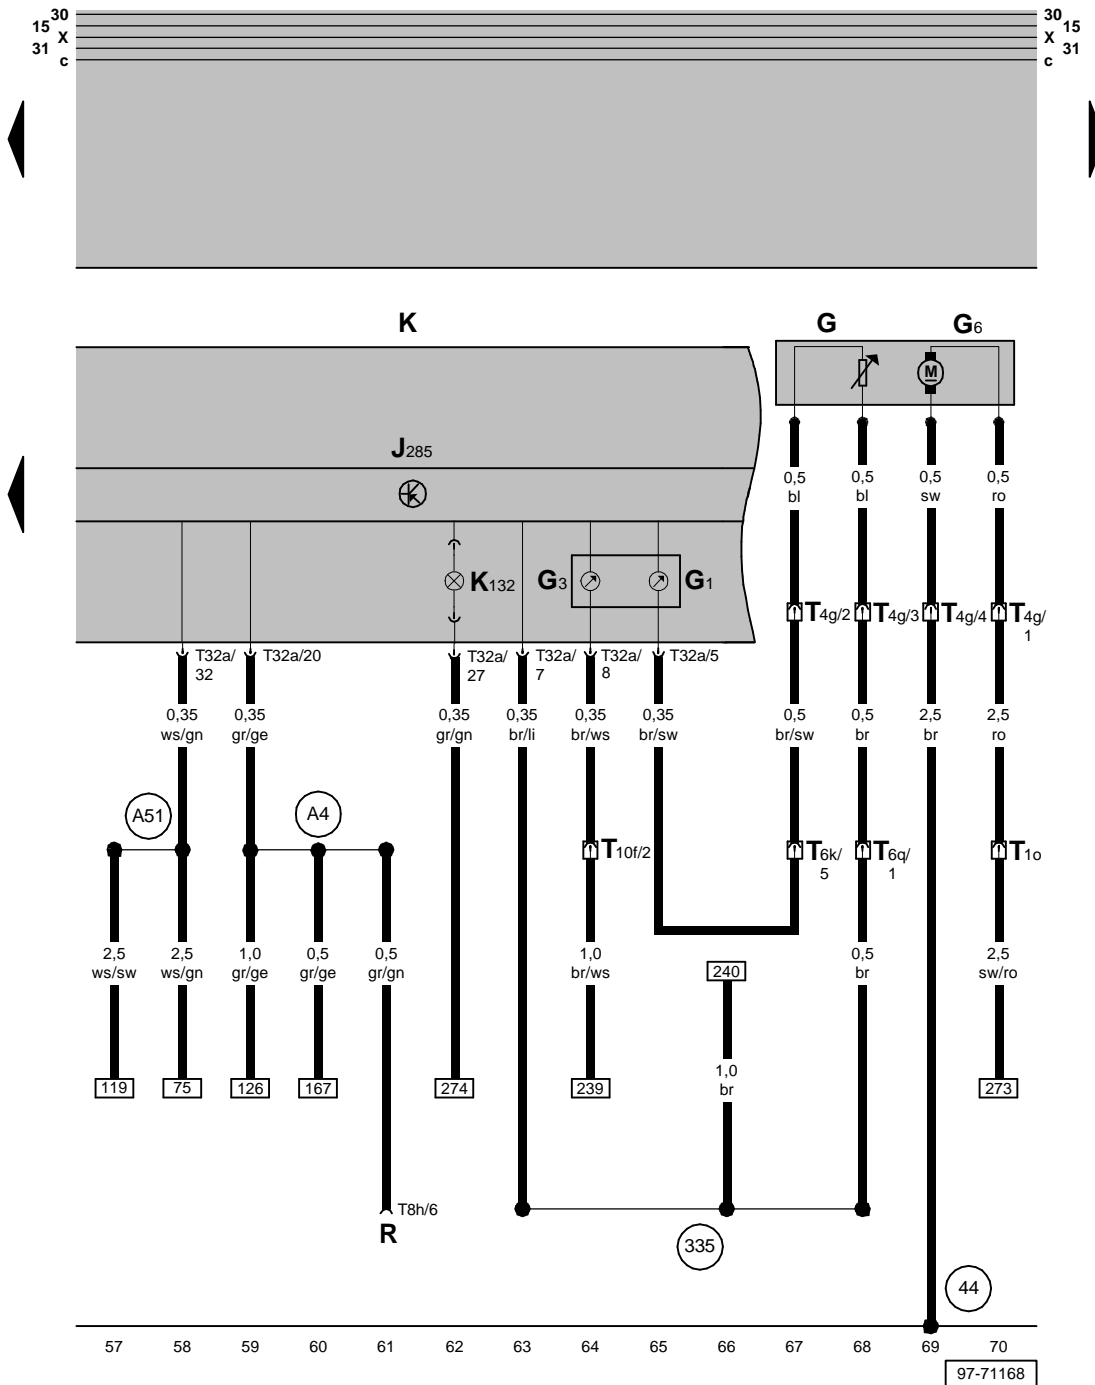 30 30
15 15
X X
31 31
c c
K G G6
M
J285
0,5 0,5 0,5 0,5
bl bl sw ro
K132 G3 G1
T4g/2 T4g/3 T4g/4 T4g/
1
T32a/ T32a/20 T32a/ T32a/ T32a/ T32a/5
32 27 7 8
0,35 0,35 0,35 0,35 0,35 0,35 0,5 0,5 2,5 2,5
ws/gn gr/ge gr/gn br/li br/ws br/sw br/sw br br ro
A51 A4
T10f/2 T6k/ T6q/ T1o
5 1
2,5 2,5 1,0 0,5 0,5 1,0 0,5 2,5
ws/sw ws/gn gr/ge gr/ge gr/gn br/ws br sw/ro
240
1,0
br
119 75 126 167 274 239 273
T8h/6
R
335
44
57 58 59 60 61 62 63 64 65 66 67 68 69 70
97-71168